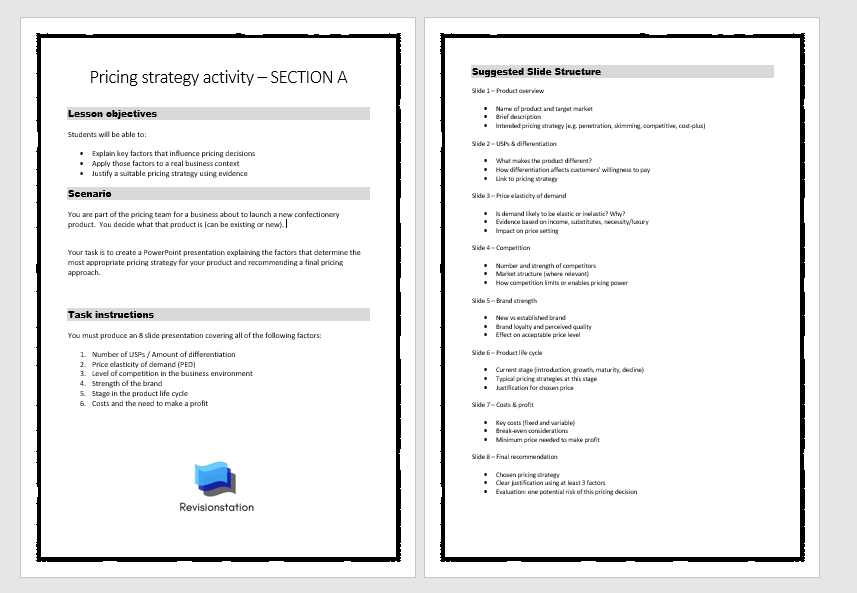 Pricing strategy activity – SECTION A
Lesson objectives
Students will be able to:
• Explain key factors that influence pricing decisions
• Apply those factors to a real business context
• Justify a suitable pricing strategy using evidence
Scenario
You are part of the pricing team for a business about to launch a new confectionery
product. You decide what that product is (can be existing or new).
Your task is to create a PowerPoint presentation explaining the factors that determine the
most appropriate pricing strategy for your product and recommending a final pricing
approach.
Task instructions
You must produce an 8 slide presentation covering all of the following factors:
1. Number of USPs / Amount of differentiation
2. Price elasticity of demand (PED)
3. Level of competition in the business environment
4. Strength of the brand
5. Stage in the product life cycle
6. Costs and the need to make a profit
Revisionstation
Suggested Slide Structure
Slide 1 – Product overview
• Name of product and target market
• Brief description
• Intended pricing strategy (e.g. penetration, skimming, competitive, cost-plus)
Slide 2 – USPs & differentiation
• What makes the product different?
• How differentiation affects customers' willingness to pay
• Link to pricing strategy
Slide 3 – Price elasticity of demand
• Is demand likely to be elastic or inelastic? Why?
• Evidence based on income, substitutes, necessity/luxury
• Impact on price setting
Slide 4 – Competition
• Number and strength of competitors
• Market structure (where relevant)
• How competition limits or enables pricing power
Slide 5 – Brand strength
• New vs established brand
• Brand loyalty and perceived quality
• Effect on acceptable price level
Slide 6 – Product life cycle
• Current stage (introduction, growth, maturity, decline)
• Typical pricing strategies at this stage
• Justification for chosen price
Slide 7 – Costs & profit
• Key costs (fixed and variable)
• Break-even considerations
• Minimum price needed to make profit
Slide 8 – Final recommendation
• Chosen pricing strategy
• Clear justification using at least 3 factors
• Evaluation: one potential risk of this pricing decision